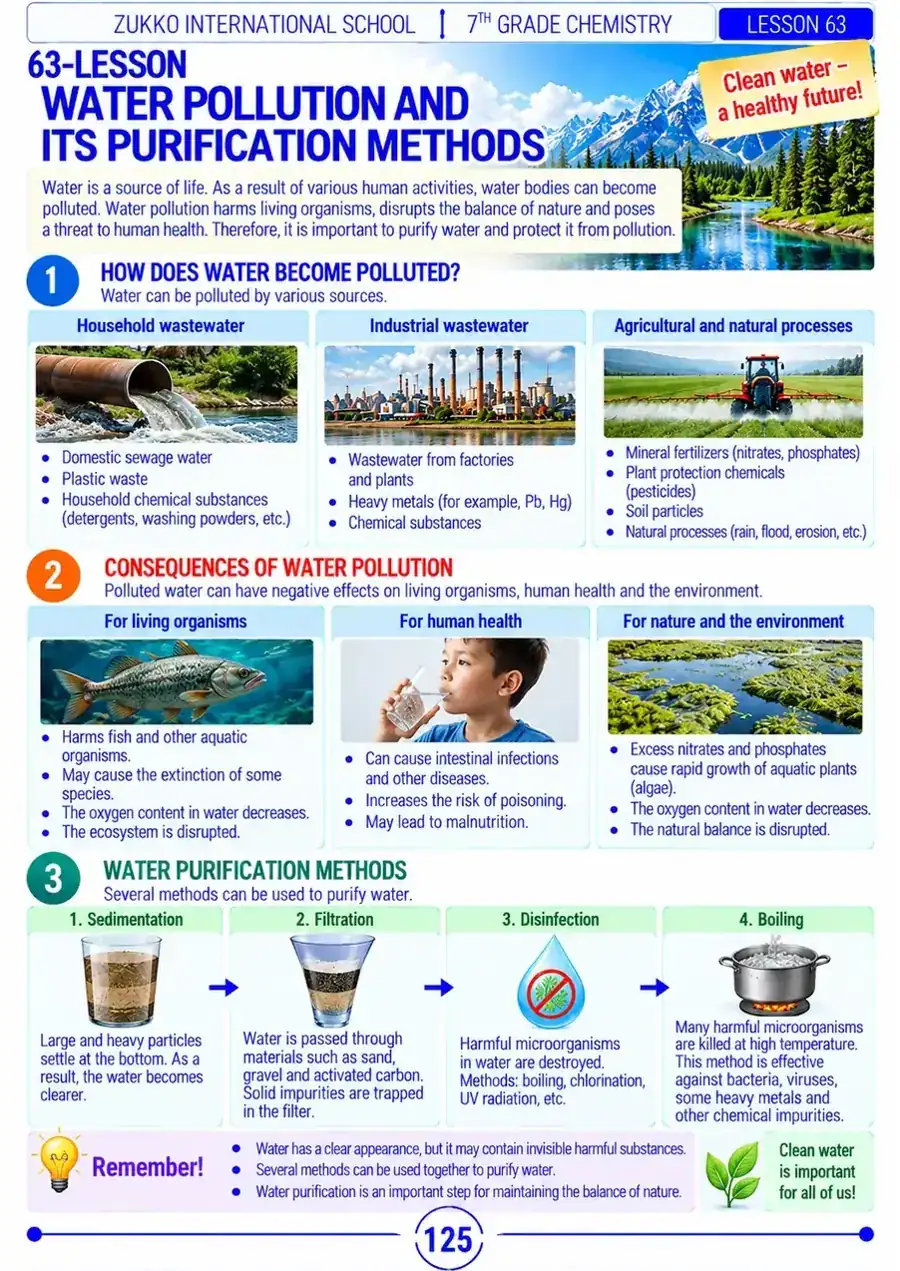 ZUKKO INTERNATIONAL SCHOOL
7TH GRADE CHEMISTRY
LESSON 63
63-LESSON
WATER POLLUTION AND
ITS PURIFICATION METHODS
Clean water –
a healthy future!
Water is a source of life. As a result of various human activities, water bodies can become
polluted. Water pollution harms living organisms, disrupts the balance of nature and poses
a threat to human health. Therefore, it is important to purify water and protect it from pollution.
1
HOW DOES WATER BECOME POLLUTED?
Water can be polluted by various sources.
Household wastewater
• Domestic sewage water
• Plastic waste
• Household chemical substances
(detergents, washing powders, etc.)
Industrial wastewater
• Wastewater from factories
and plants
• Heavy metals (for example, Pb, Hg)
• Chemical substances
Agricultural and natural processes
• Mineral fertilizers (nitrates, phosphates)
• Plant protection chemicals
(pesticides)
• Soil particles
• Natural processes (rain, flood, erosion, etc.)
2
CONSEQUENCES OF WATER POLLUTION
Polluted water can have negative effects on living organisms, human health and the environment.
For living organisms
• Harms fish and other aquatic
organisms.
• May cause the extinction of some
species.
• The oxygen content in water decreases.
• The ecosystem is disrupted.
For human health
• Can cause intestinal infections
and other diseases.
• Increases the risk of poisoning.
• May lead to malnutrition.
For nature and the environment
• Excess nitrates and phosphates
cause rapid growth of aquatic plants
(algae).
• The oxygen content in water decreases.
• The natural balance is disrupted.
3
WATER PURIFICATION METHODS
Several methods can be used to purify water.
1. Sedimentation
Large and heavy particles
settle at the bottom. As a
result, the water becomes
clearer.
2. Filtration
Water is passed through
materials such as sand,
gravel and activated carbon.
Solid impurities are trapped
in the filter.
3. Disinfection
Harmful microorganisms
in water are destroyed.
Methods: boiling, chlorination,
UV radiation, etc.
4. Boiling
Many harmful microorganisms
are killed at high temperature.
This method is effective
against bacteria, viruses,
some heavy metals and
other chemical impurities.
Remember!
• Water has a clear appearance, but it may contain invisible harmful substances.
• Several methods can be used together to purify water.
• Water purification is an important step for maintaining the balance of nature.
Clean water
is important
for all of us!
125